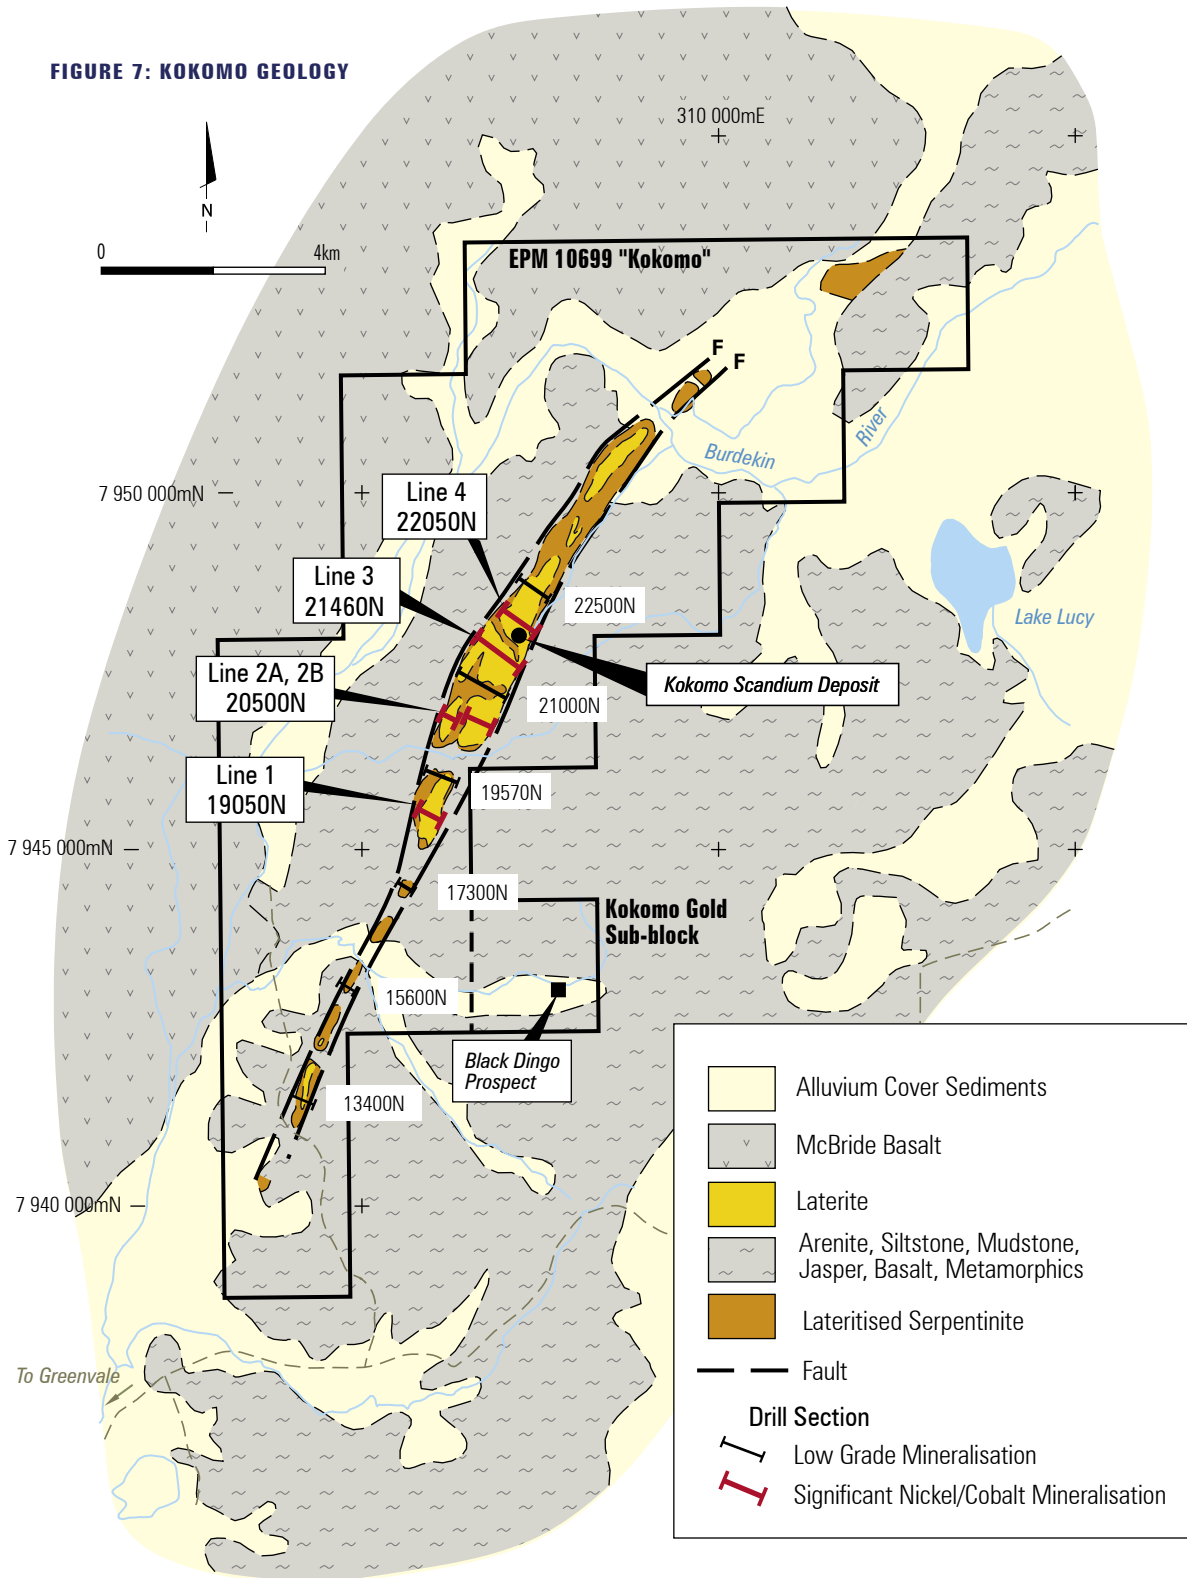 FIGURE 7: KOKOMO GEOLOGY
310 000mE
N
0 4km
EPM 10699 "Kokomo"
F
F
River
Burdekin
7 950 000mN
Line 4
22050N
Line 3
21460N
22500N
Lake Lucy
Line 2A, 2B
20500N
Kokomo Scandium Deposit
21000N
Line 1
19050N
19570N
7 945 000mN
17300N
Kokomo Gold
Sub-block
15600N
Black Dingo
Prospect
13400N
7 940 000mN
To Greenvale
Alluvium Cover Sediments
McBride Basalt
Laterite
Arenite, Siltstone, Mudstone,
Jasper, Basalt, Metamorphics
Lateritised Serpentinite
Fault
Drill Section
Low Grade Mineralisation
Significant Nickel/Cobalt Mineralisation